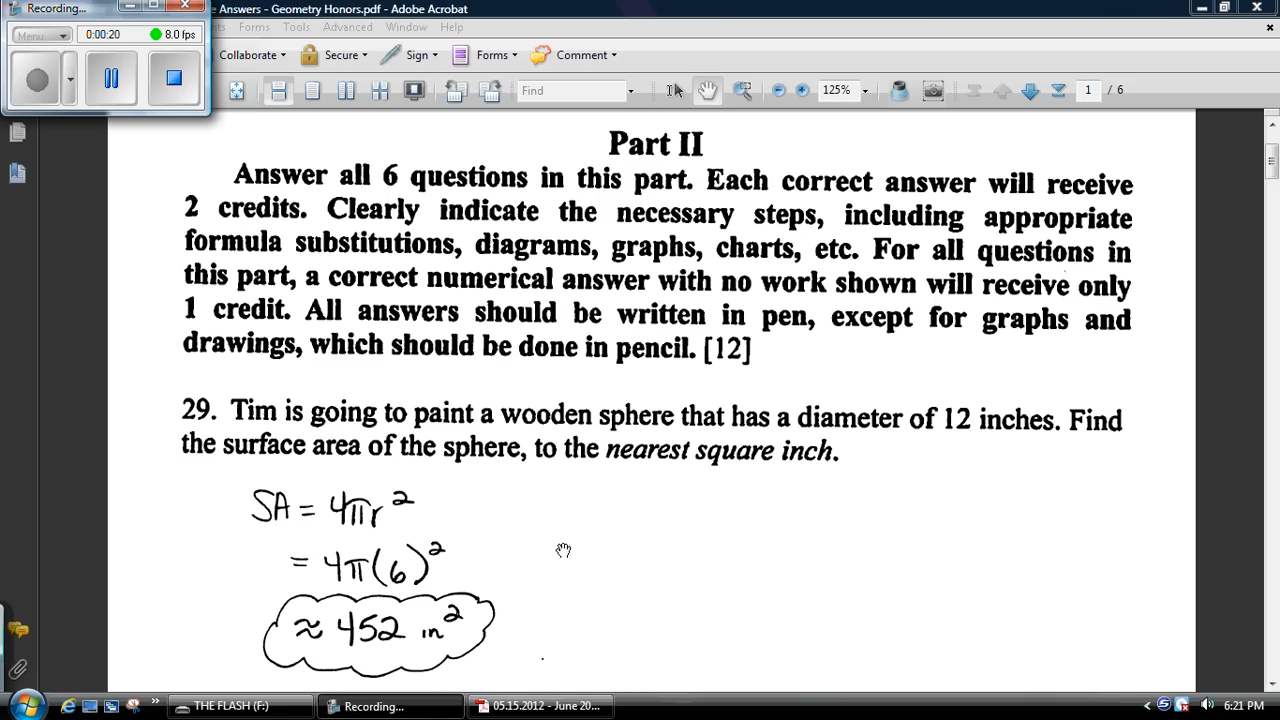 Recording...
Answers - Geometry Honors.pdf - Adobe Acrobat
Menu
0:00:20
8.0 fps
Forms Tools Advanced Window Help
Collaborate Secure Sign Forms Comment
Find
125%
1 / 6
Part II
Answer all 6 questions in this part. Each correct answer will receive
2 credits. Clearly indicate the necessary steps, including appropriate
formula substitutions, diagrams, graphs, charts, etc. For all questions in
this part, a correct numerical answer with no work shown will receive only
1 credit. All answers should be written in pen, except for graphs and
drawings, which should be done in pencil. [12]
29. Tim is going to paint a wooden sphere that has a diameter of 12 inches. Find
the surface area of the sphere, to the nearest square inch.
SA = 4πr²
= 4π(6)²
≈ 452 in²
THE FLASH (F:)
Recording...
05.15.2012 - June 20...
6:21 PM